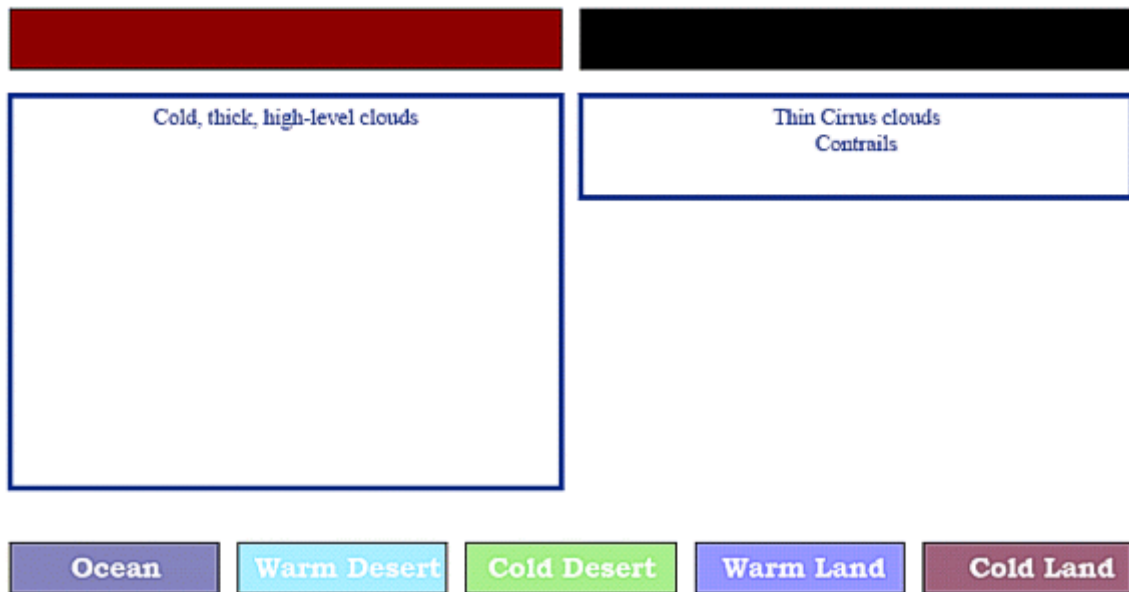 Cold, thick, high-level clouds
Thin Cirrus clouds
Contrails
Ocean
Warm Desert
Cold Desert
Warm Land
Cold Land